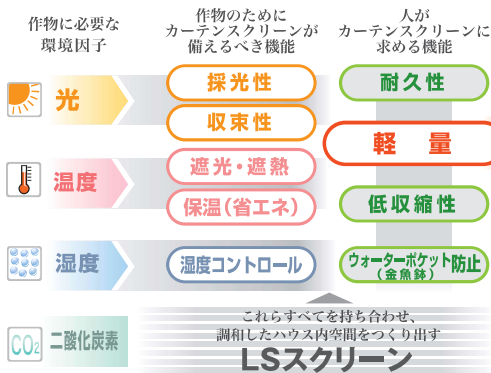 作物に必要な
環境因子
作物のために
カーテンスクリーンが
備えるべき機能
人が
カーテンスクリーンに
求める機能
光
採光性
収束性
耐久性
軽量
温度
遮光・遮熱
保温（省エネ）
低収縮性
湿度
湿度コントロール
ウォーターポケット防止
（金魚鉢）
CO2
二酸化炭素
これらすべてを持ち合わせ、
調和したハウス内空間をつくり出す
LSスクリーン